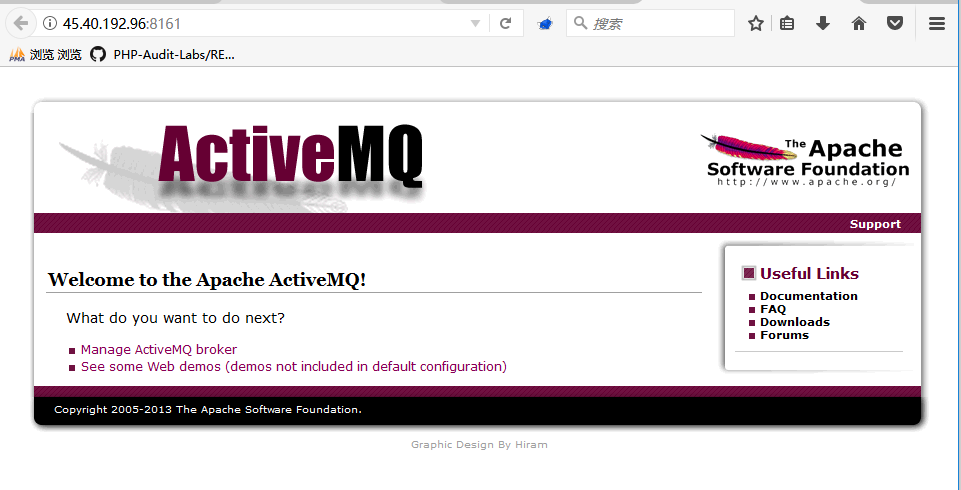 45.40.192.96:8161
搜索
PMA
浏览 浏览
PHP-Audit-Labs/RE...
ActiveMQ
The Apache
Software Foundation
http://www.apache.org/
Support
Welcome to the Apache ActiveMQ!
What do you want to do next?
Manage ActiveMQ broker
See some Web demos (demos not included in default configuration)
Useful Links
Documentation
FAQ
Downloads
Forums
Copyright 2005-2013 The Apache Software Foundation.
Graphic Design By Hiram